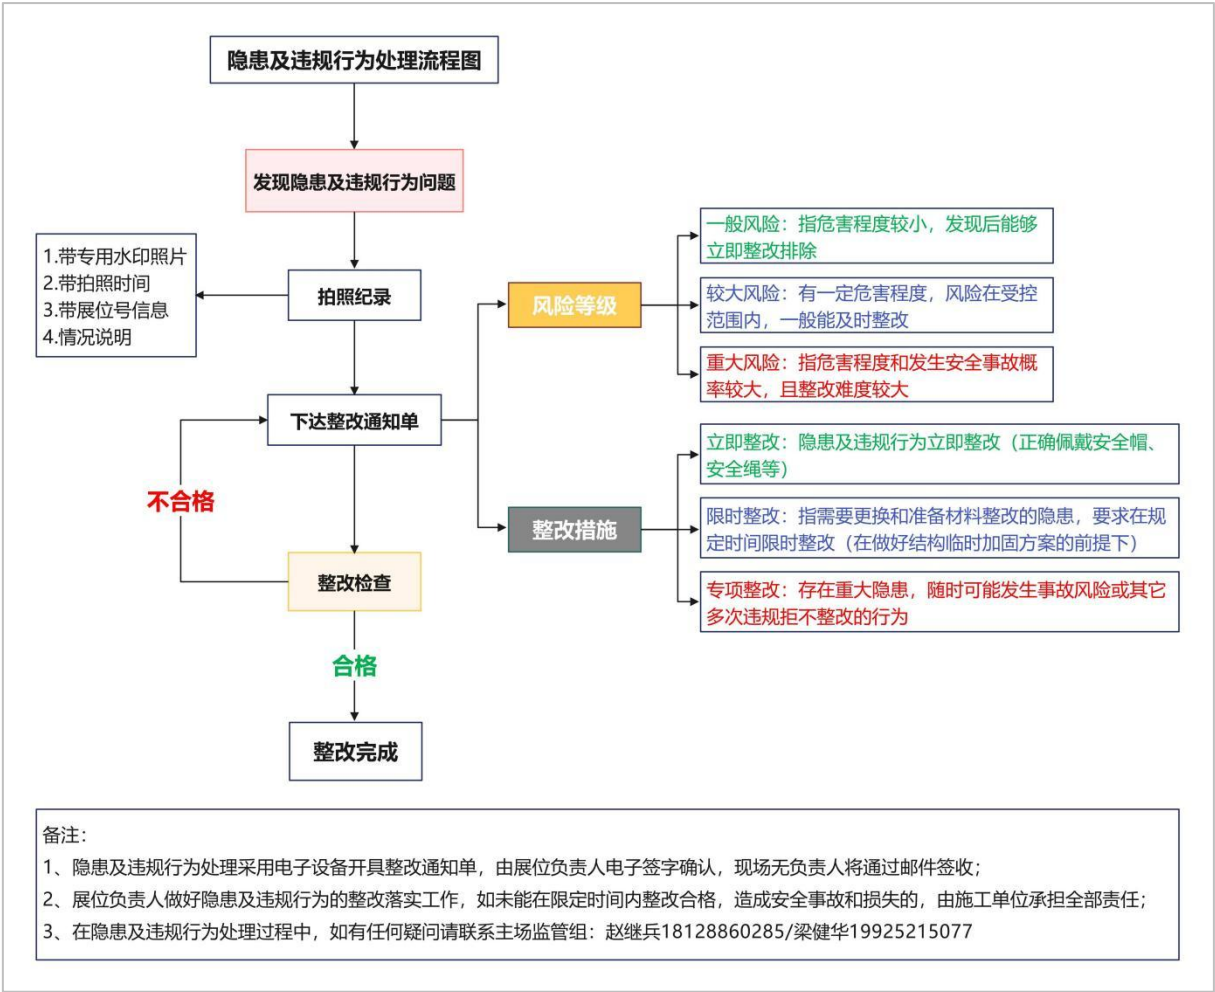 隐患及违规行为处理流程图
发现隐患及违规行为问题
1.带专用水印照片
2.带拍照时间
3.带展位号信息
4.情况说明
拍照纪录
风险等级
一般风险：指危害程度较小，发现后能够
立即整改排除
较大风险：有一定危害程度，风险在受控
范围内，一般能及时整改
重大风险：指危害程度和发生安全事故概
率较大，且整改难度较大
下达整改通知单
整改措施
立即整改：隐患及违规行为立即整改（正确佩戴安全帽、
安全绳等）
限时整改：指需要更换和准备材料整改的隐患，要求在规
定时间限时整改（在做好结构临时加固方案的前提下）
专项整改：存在重大隐患，随时可能发生事故风险或其它
多次违规拒不整改的行为
不合格
整改检查
合格
整改完成
备注：
1、隐患及违规行为处理采用电子设备开具整改通知单，由展位负责人电子签字确认，现场无负责人将通过邮件签收；
2、展位负责人做好隐患及违规行为的整改落实工作，如未能在限定时间内整改合格，造成安全事故和损失的，由施工单位承担全部责任；
3、在隐患及违规行为处理过程中，如有任何疑问请联系主场监管组：赵继兵18128860285/梁健华19925215077